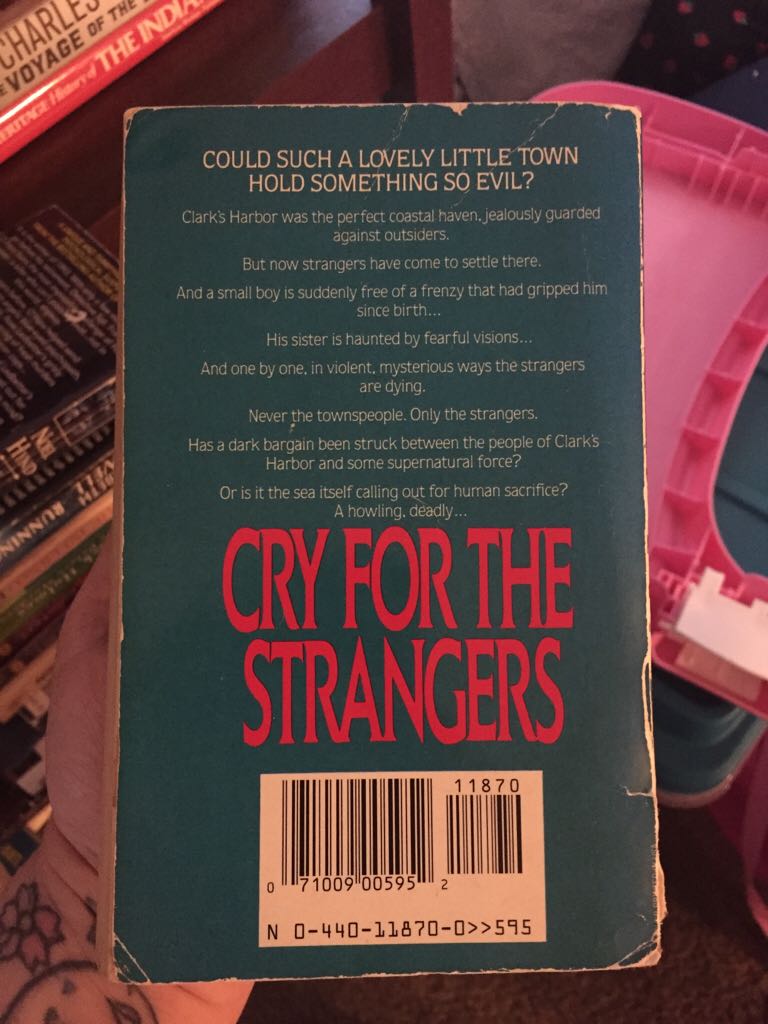 CHARLES
VOYAGE OF THE
HERITAGE History of THE INDIA
COULD SUCH A LOVELY LITTLE TOWN
HOLD SOMETHING SO EVIL?
Clark's Harbor was the perfect coastal haven, jealously guarded
against outsiders.
But now strangers have come to settle there.
And a small boy is suddenly free of a frenzy that had gripped him
since birth...
His sister is haunted by fearful visions...
And one by one, in violent, mysterious ways the strangers
are dying.
Never the townspeople. Only the strangers.
Has a dark bargain been struck between the people of Clark's
Harbor and some supernatural force?
Or is it the sea itself calling out for human sacrifice?
A howling, deadly...
CRY FOR THE
STRANGERS
11870
0 71009 00595 2
N 0-440-11870-0>>595
RUNNIN